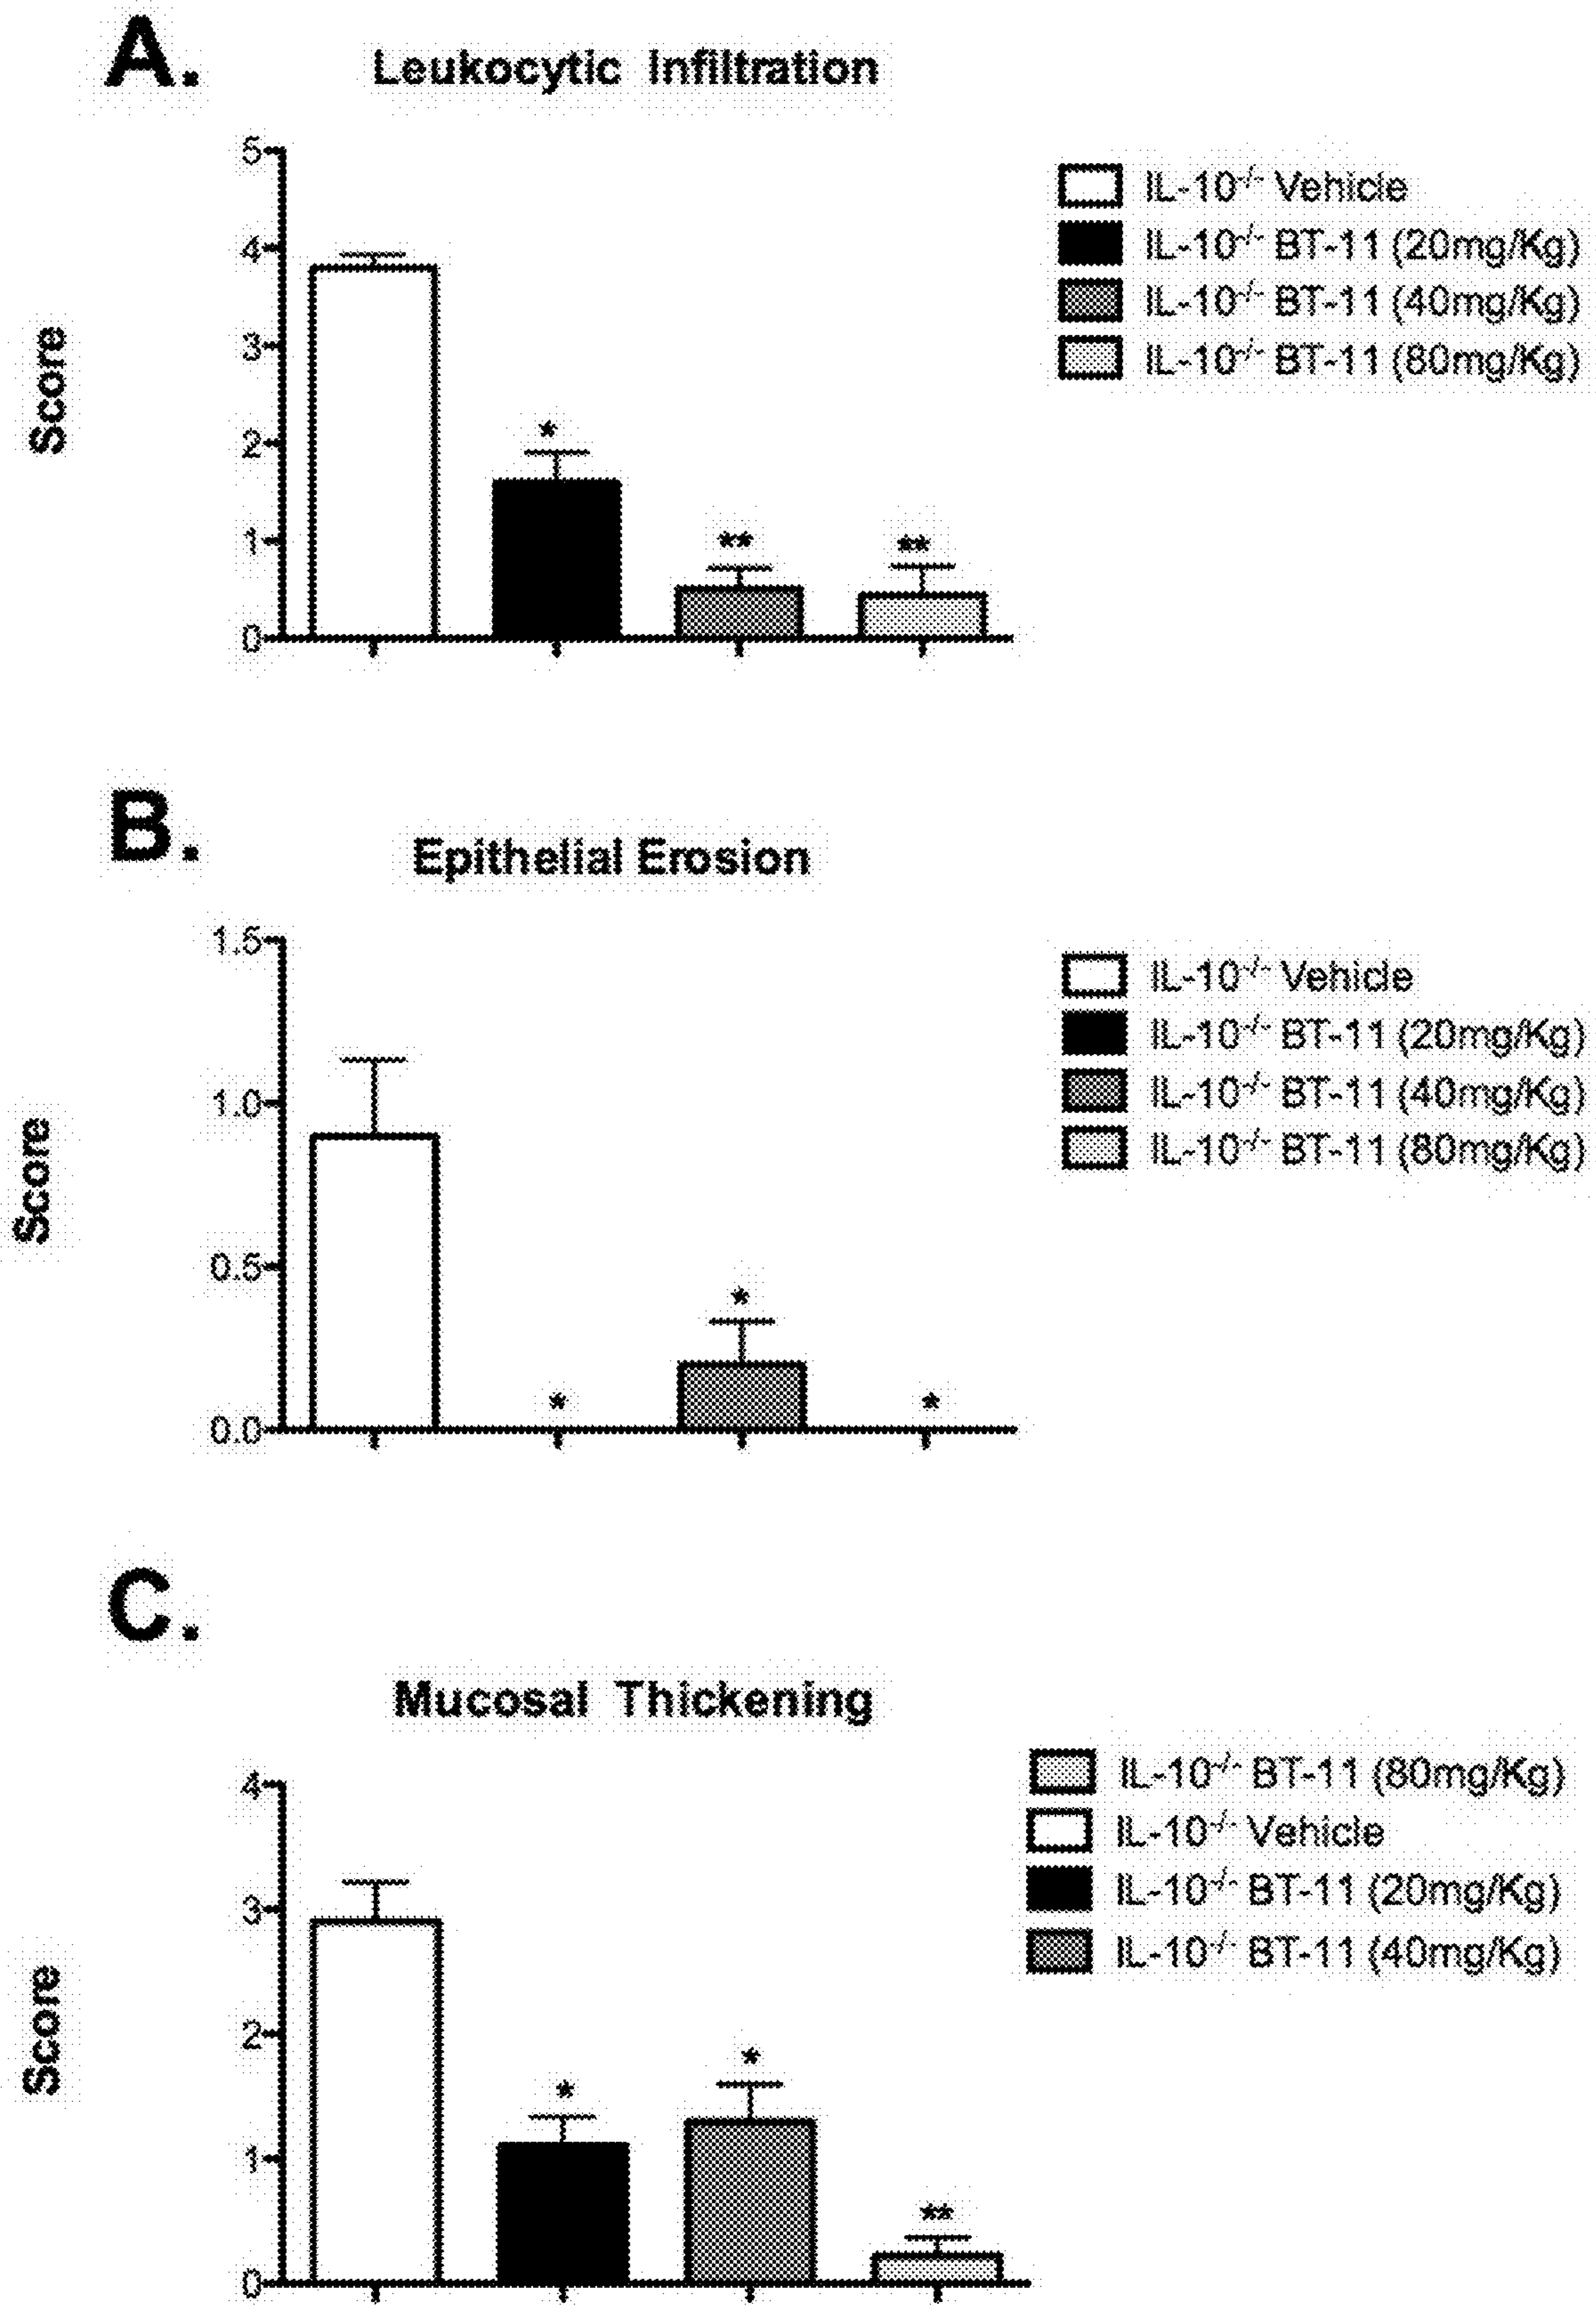 A.
Leukocytic Infiltration
Score
5
4
3
2
1
0
*
**
**
IL-10-/- Vehicle
IL-10-/- BT-11 (20mg/Kg)
IL-10-/- BT-11 (40mg/Kg)
IL-10-/- BT-11 (80mg/Kg)
B.
Epithelial Erosion
Score
1.5
1.0
0.5
0.0
*
*
*
IL-10-/- Vehicle
IL-10-/- BT-11 (20mg/Kg)
IL-10-/- BT-11 (40mg/Kg)
IL-10-/- BT-11 (80mg/Kg)
C.
Mucosal Thickening
Score
4
3
2
1
0
*
*
**
IL-10-/- BT-11 (80mg/Kg)
IL-10-/- Vehicle
IL-10-/- BT-11 (20mg/Kg)
IL-10-/- BT-11 (40mg/Kg)